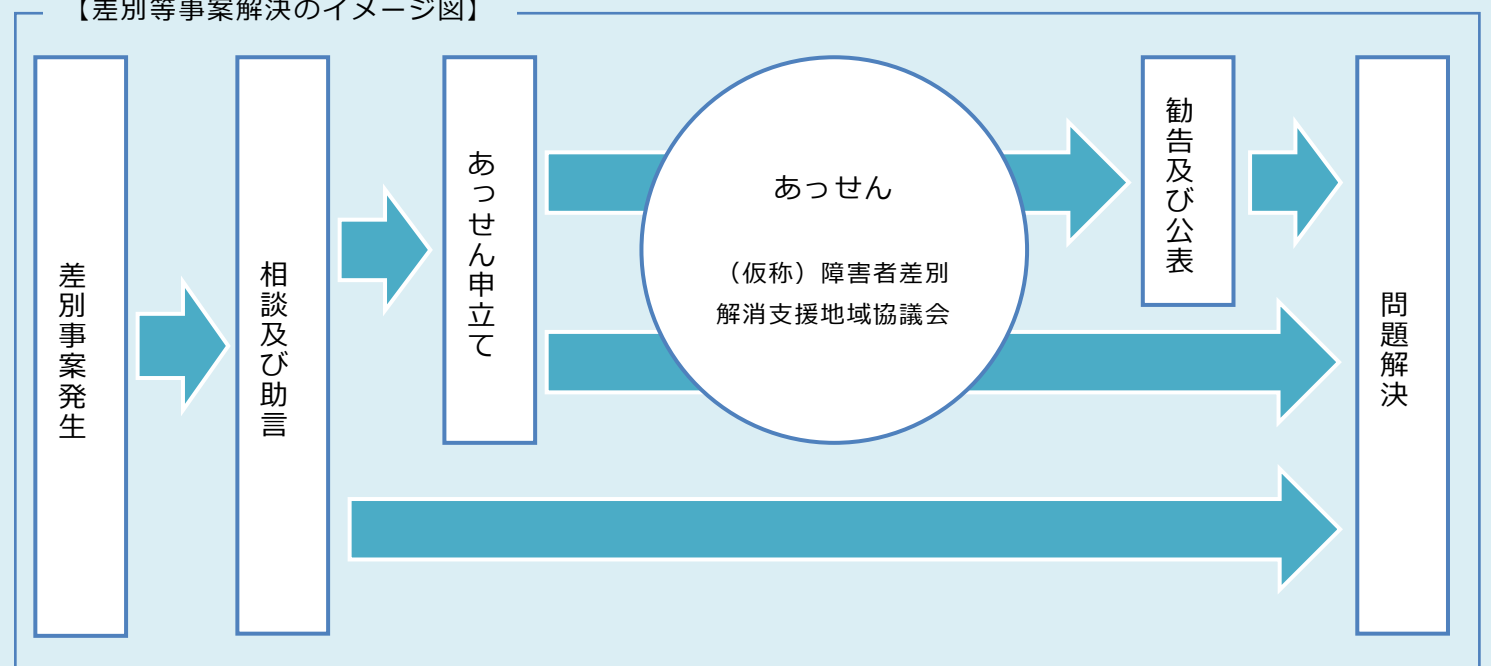 【差別等事案解決のイメージ図】
差別事案発生
相談及び助言
あっせん申立て
あっせん
（仮称）障害者差別
解消支援地域協議会
勧告及び公表
問題解決